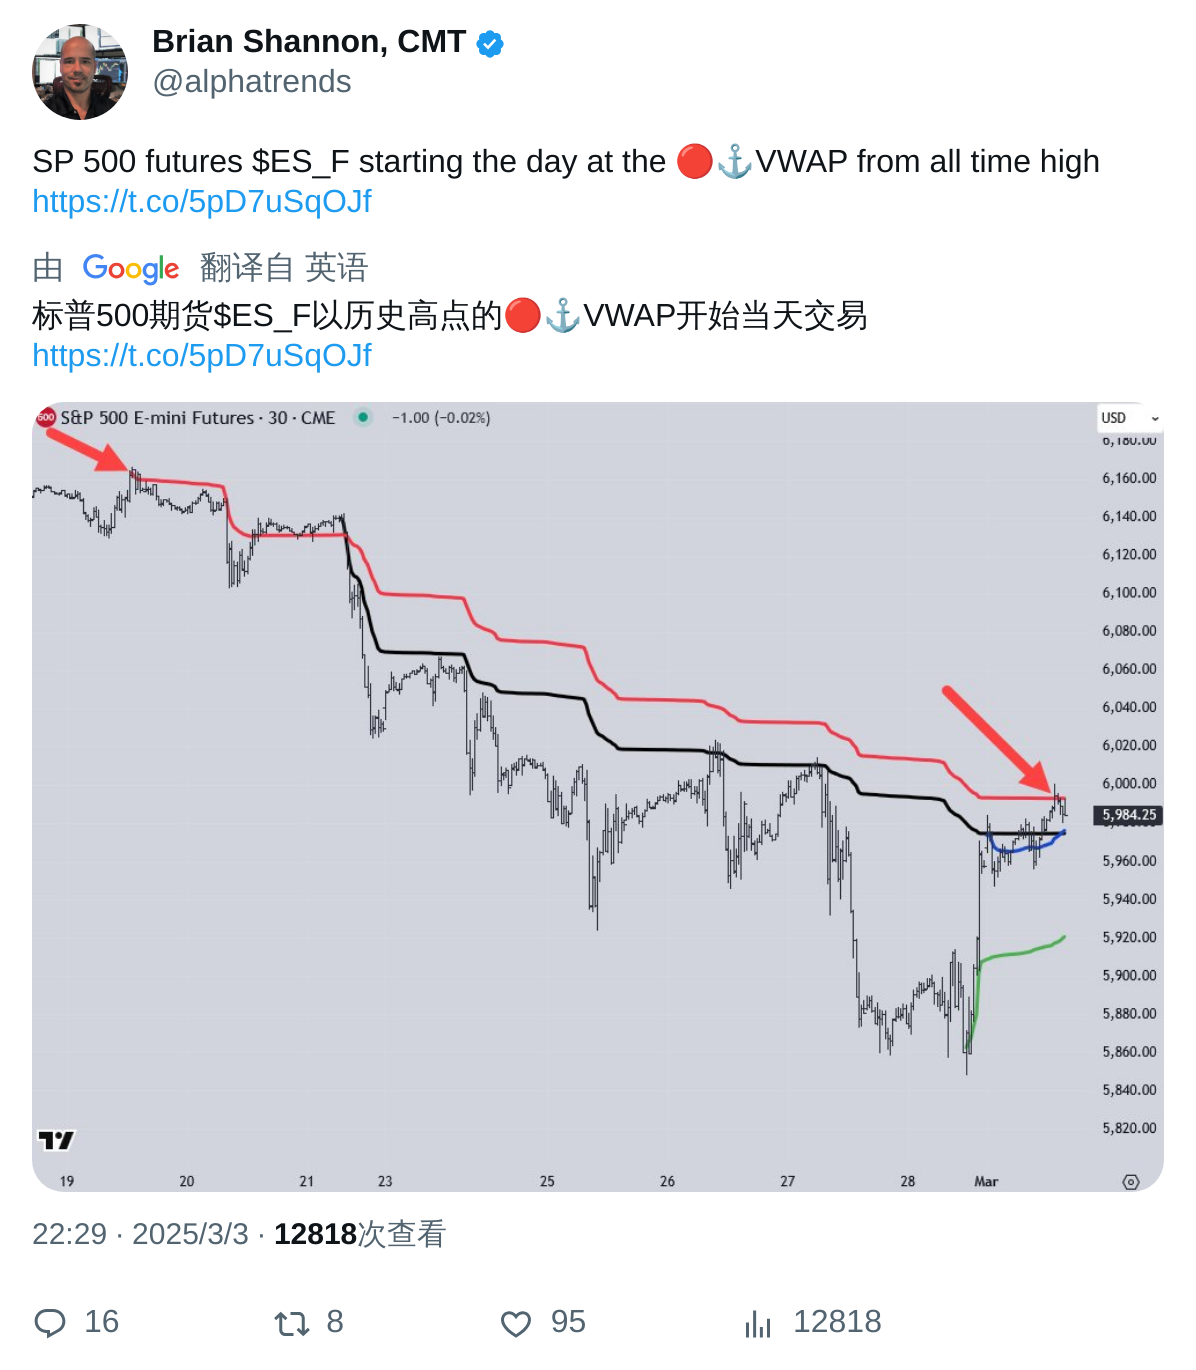 Brian Shannon, CMT
@alphatrends
SP 500 futures $ES_F starting the day at the 🔴⚓VWAP from all time high
https://t.co/5pD7uSqOJf
由 Google 翻译自 英语
标普500期货$ES_F以历史高点的🔴⚓VWAP开始当天交易
https://t.co/5pD7uSqOJf
500 S&P 500 E-mini Futures · 30 · CME −1.00 (−0.02%)
USD
6,180.00
6,160.00
6,140.00
6,120.00
6,100.00
6,080.00
6,060.00
6,040.00
6,020.00
6,000.00
5,984.25
5,960.00
5,940.00
5,920.00
5,900.00
5,880.00
5,860.00
5,840.00
5,820.00
19 20 21 23 25 26 27 28 Mar
22:29 · 2025/3/3 · 12818次查看
16 8 95 12818